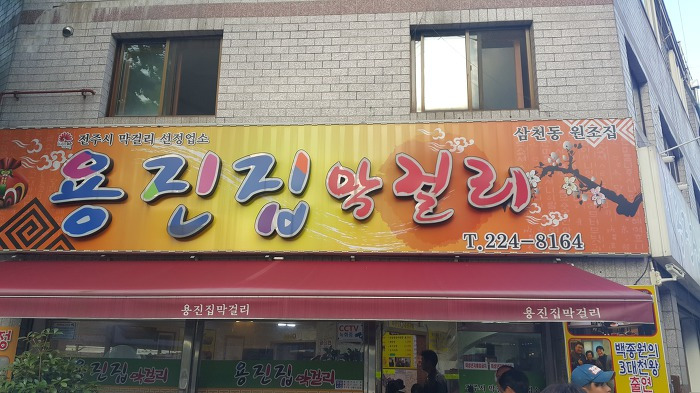 전주시 막걸리 선정업소
삼천동 원조집
용진집막걸리
T.224-8164
용진집막걸리
용진집막걸리
CCTV
용진집막걸리
용진집막걸리
백종원의
3대천왕
출연